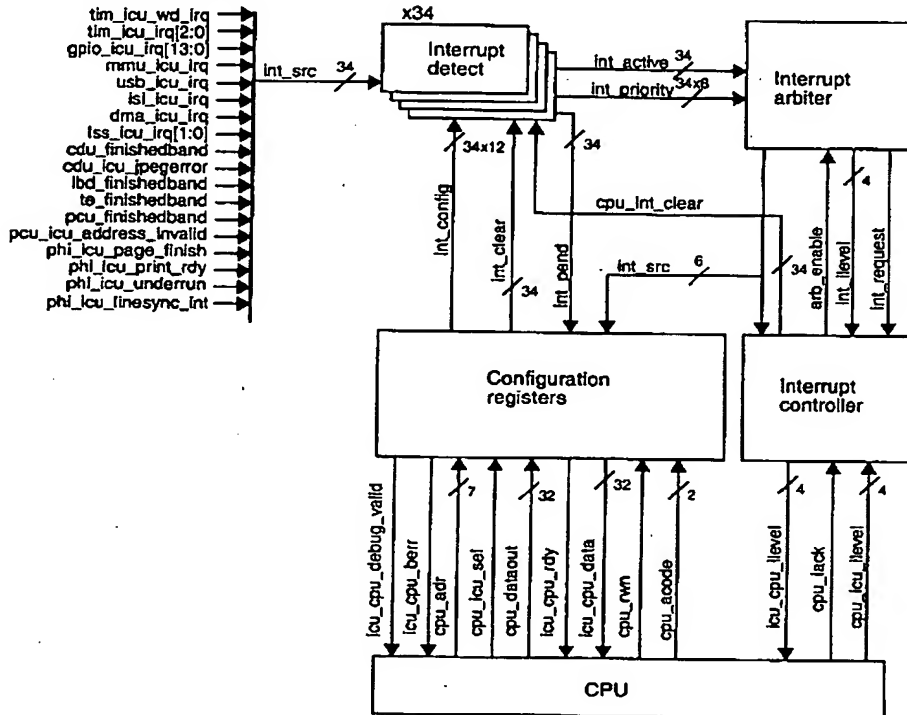 tim_icu_wd_irq
tim_icu_irq[2:0]
gpio_icu_irq[13:0]
mmu_icu_irq
usb_icu_irq
isi_icu_irq
dma_icu_irq
lss_icu_irq[1:0]
cdu_finishedband
cdu_icu_jpegerror
lbd_finishedband
te_finishedband
pcu_finishedband
pcu_icu_address_invalid
phi_icu_page_finish
phi_icu_print_rdy
phi_icu_underrun
phi_icu_linesync_int
int_src 34
x34
Interrupt
detect
int_active 34
int_priority 34x8
Interrupt
arbiter
34x12
34
int_config
int_clear
34
int_pend
cpu_int_clear
int_src 6
34
arb_enable
4
int_ilevel
int_request
Configuration
registers
Interrupt
controller
icu_cpu_debug_valid
icu_cpu_berr
cpu_adr
7
cpu_icu_sel
cpu_dataout
32
icu_cpu_rdy
icu_cpu_data
32
cpu_rwn
cpu_acode
2
icu_cpu_ilevel
4
cpu_iack
cpu_icu_ilevel
4
CPU